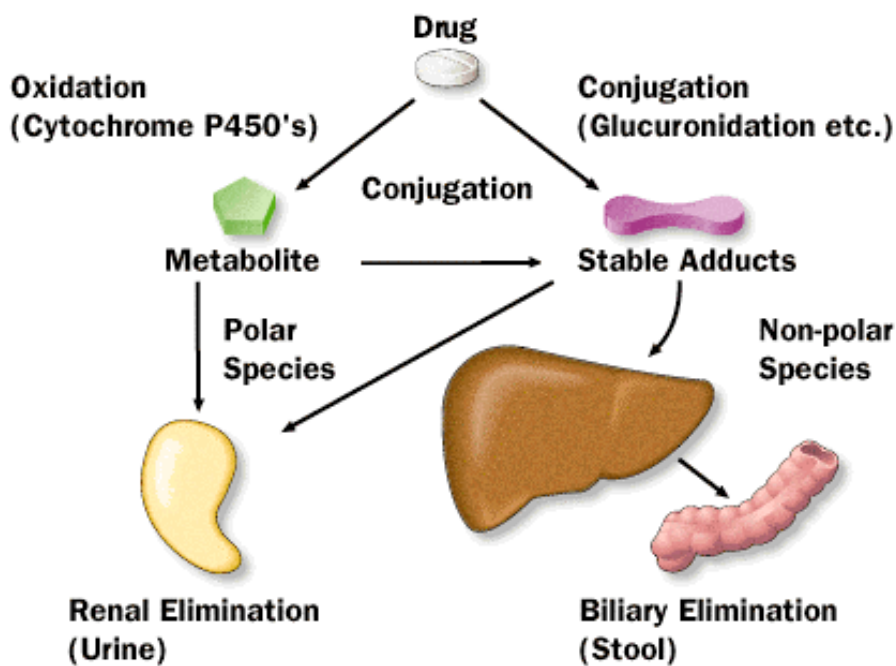 Drug
Oxidation
(Cytochrome P450's)
Conjugation
(Glucuronidation etc.)
Conjugation
Metabolite
Stable Adducts
Polar
Species
Non-polar
Species
Renal Elimination
(Urine)
Biliary Elimination
(Stool)